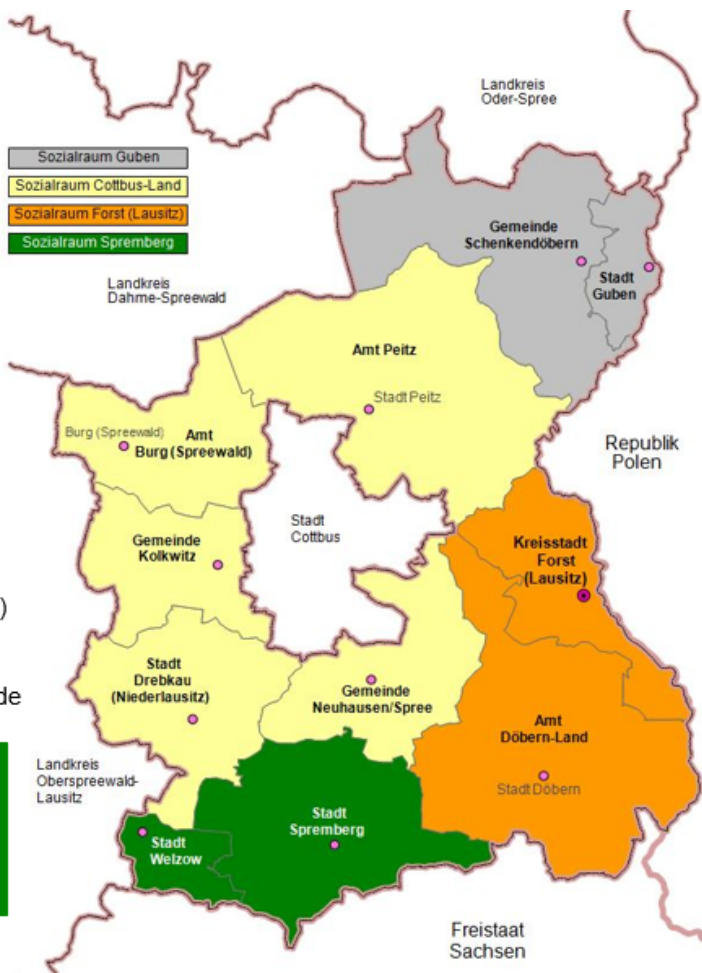 Landkreis
Oder-Spree
Sozialraum Guben
Sozialraum Cottbus-Land
Sozialraum Forst (Lausitz)
Sozialraum Spremberg
Gemeinde
Schenkendöbern
Stadt
Guben
Landkreis
Dahme-Spreewald
Amt Peitz
Stadt Peitz
Burg (Spreewald)
Amt
Burg (Spreewald)
Republik
Polen
Stadt
Cottbus
Gemeinde
Kolkwitz
Kreisstadt
Forst
(Lausitz)
)
Stadt
Drebkau
(Niederlausitz)
Gemeinde
Neuhausen/Spree
de
Amt
Döbern-Land
Stadt Döbern
Landkreis
Oberspreewald-
Lausitz
Stadt
Spremberg
Stadt
Welzow
Freistaat
Sachsen